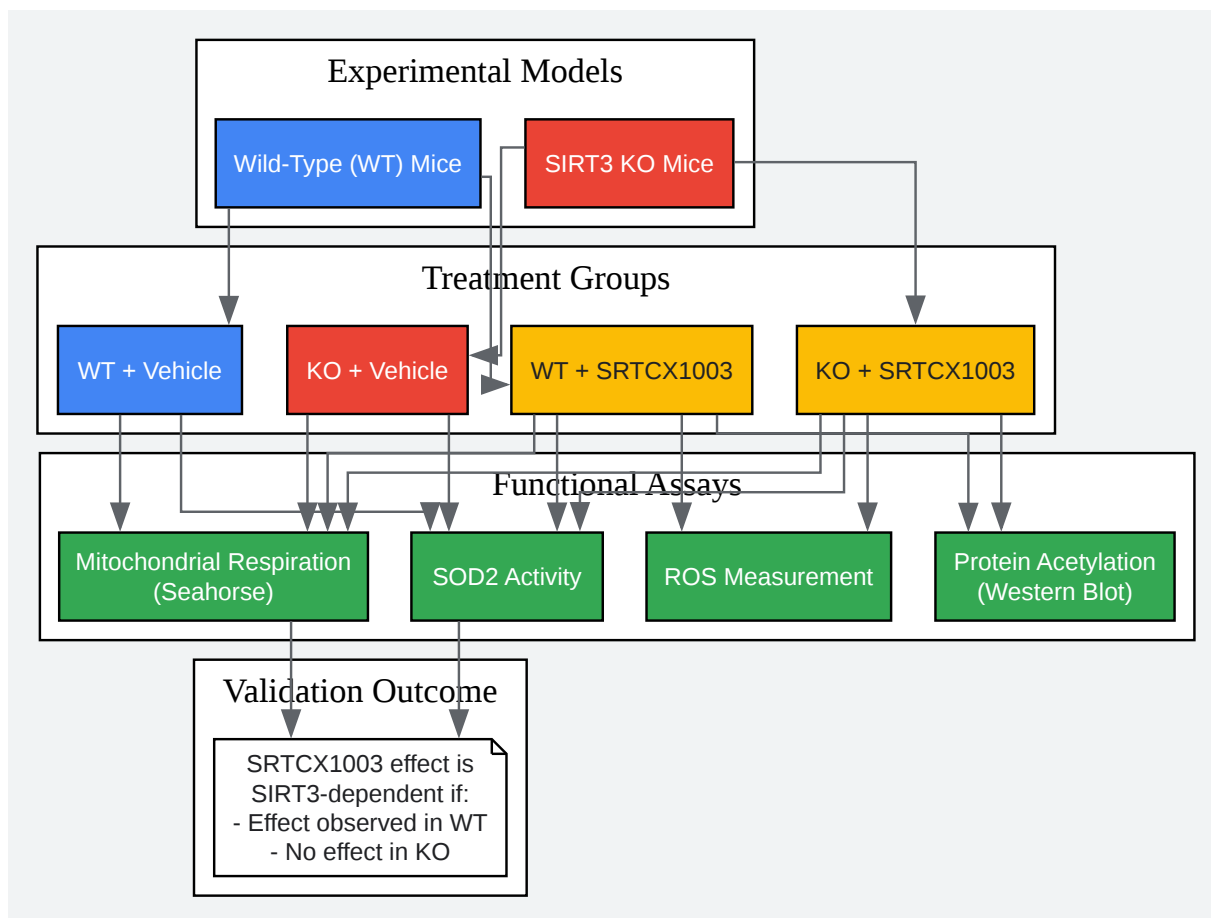 Experimental Models
Wild-Type (WT) Mice
SIRT3 KO Mice
Treatment Groups
WT + Vehicle
KO + Vehicle
WT + SRTCX1003
KO + SRTCX1003
Functional Assays
Mitochondrial Respiration
(Seahorse)
SOD2 Activity
ROS Measurement
Protein Acetylation
(Western Blot)
Validation Outcome
SRTCX1003 effect is
SIRT3-dependent if:
- Effect observed in WT
- No effect in KO